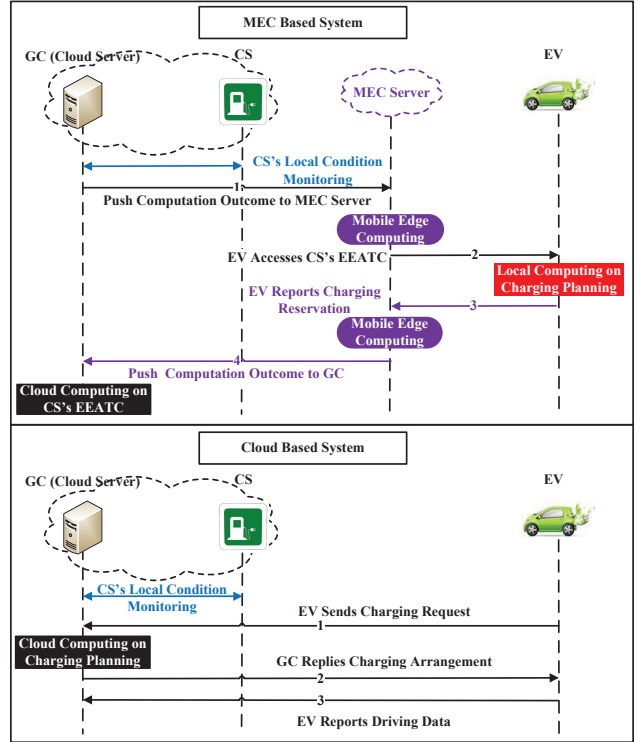 MEC Based System
GC (Cloud Server)
CS
EV
MEC Server
CS's Local Condition
Monitoring
1
Push Computation Outcome to MEC Server
Mobile Edge
Computing
EV Accesses CS's EEATC
2
Local Computing on
Charging Planning
EV Reports Charging
Reservation
3
Mobile Edge
Computing
4
Push Computation Outcome to GC
Cloud Computing on
CS's EEATC
Cloud Based System
GC (Cloud Server)
CS
EV
CS's Local Condition
Monitoring
EV Sends Charging Request
1
Cloud Computing on
Charging Planning
GC Replies Charging Arrangement
2
3
EV Reports Driving Data